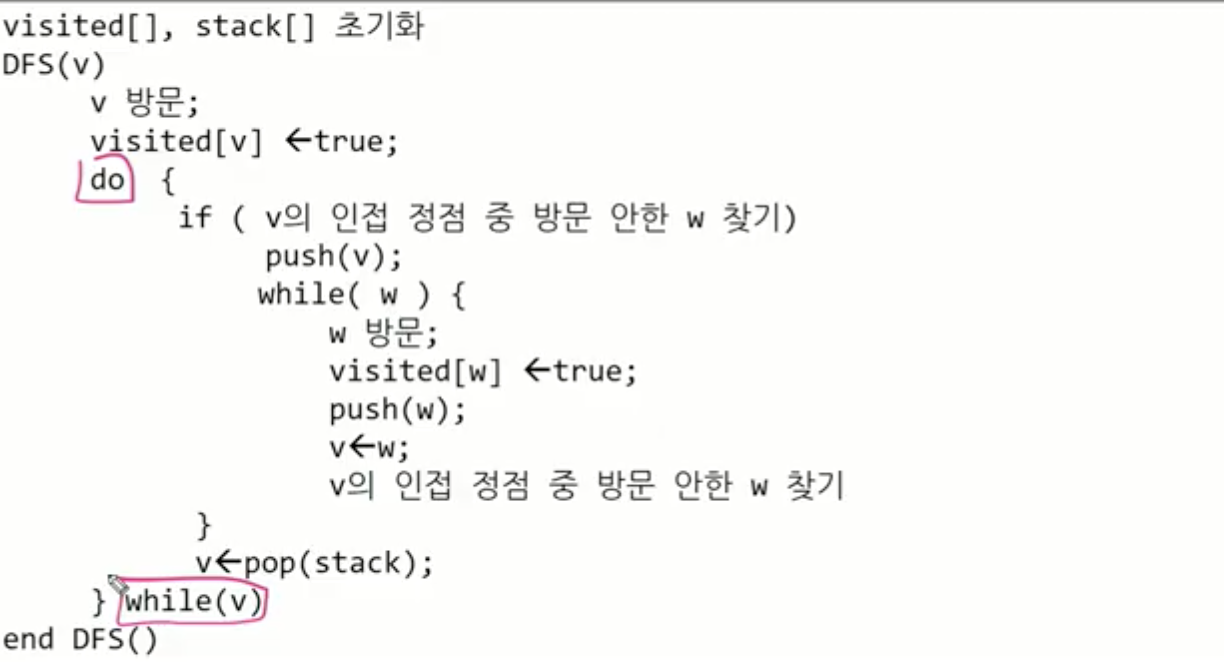 visited[], stack[] 초기화
DFS(v)
v 방문;
visited[v] ←true;
do {
if ( v의 인접 정점 중 방문 안한 w 찾기)
push(v);
while( w ) {
w 방문;
visited[w] ←true;
push(w);
v←w;
v의 인접 정점 중 방문 안한 w 찾기
}
v←pop(stack);
} while(v)
end DFS()